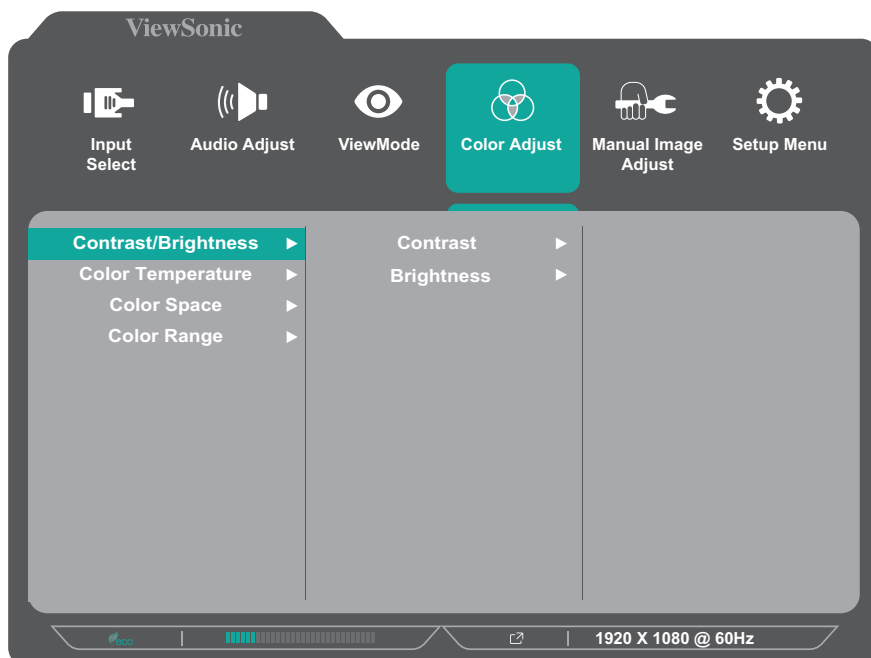 ViewSonic
Input
Select
Audio Adjust
ViewMode
Color Adjust
Manual Image
Adjust
Setup Menu
Contrast/Brightness
Color Temperature
Color Space
Color Range
Contrast
Brightness
eco
1920 X 1080 @ 60Hz